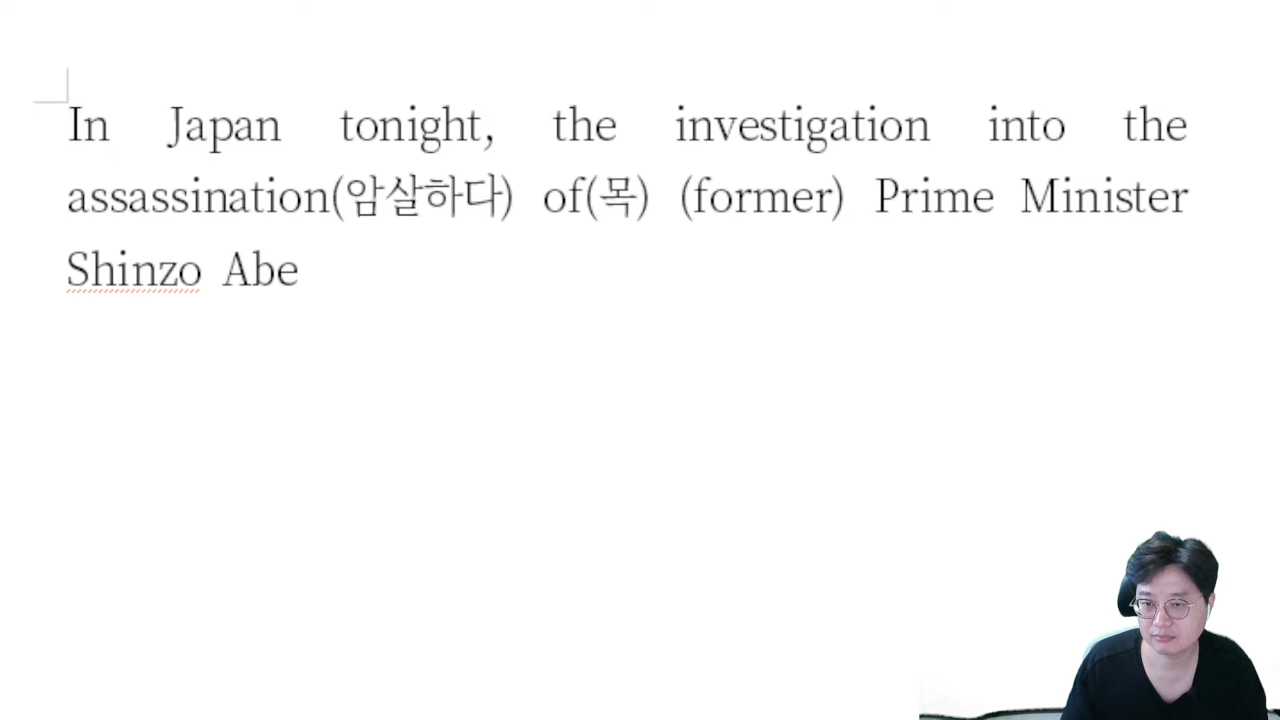 In Japan tonight, the investigation into the
assassination(암살하다) of(목) (former) Prime Minister
Shinzo Abe